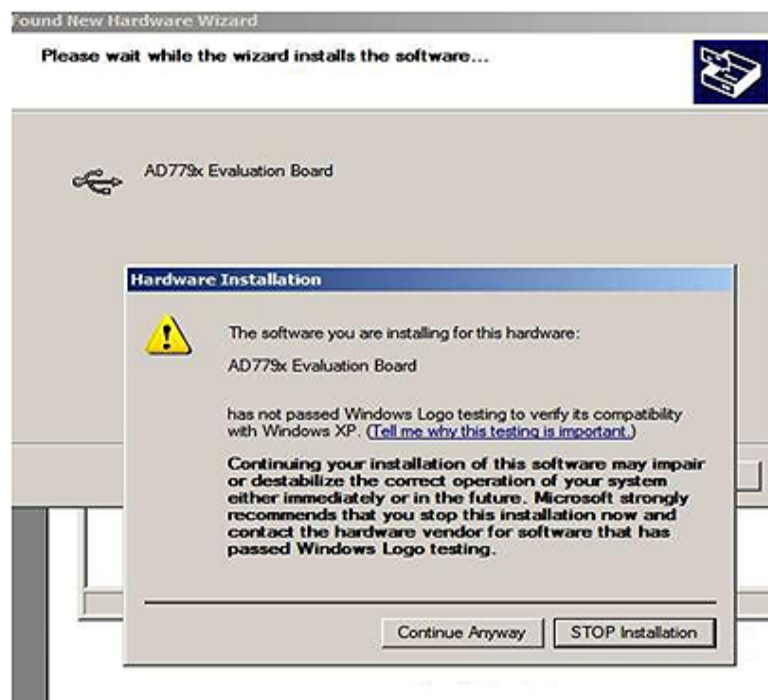 Found New Hardware Wizard
Please wait while the wizard installs the software...
AD779x Evaluation Board
Hardware Installation
The software you are installing for this hardware:
AD779x Evaluation Board
has not passed Windows Logo testing to verify its compatibility
with Windows XP. (Tell me why this testing is important.)
Continuing your installation of this software may impair
or destabilize the correct operation of your system
either immediately or in the future. Microsoft strongly
recommends that you stop this installation now and
contact the hardware vendor for software that has
passed Windows Logo testing.
Continue Anyway
STOP Installation